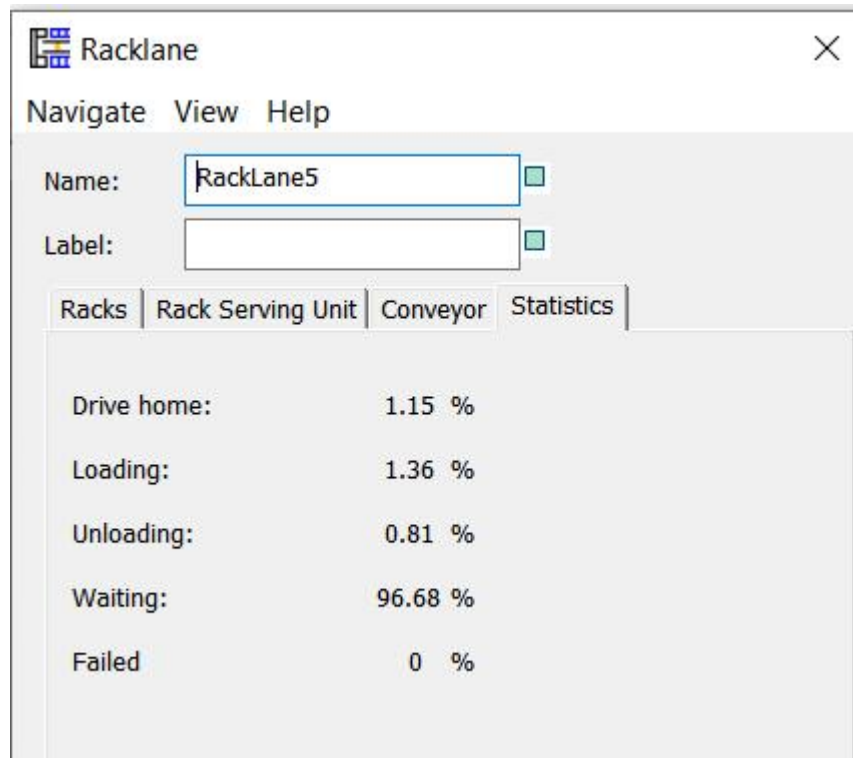 Racklane
Navigate View Help
Name: RackLane5
Label:
Racks Rack Serving Unit Conveyor Statistics
Drive home: 1.15 %
Loading: 1.36 %
Unloading: 0.81 %
Waiting: 96.68 %
Failed 0 %